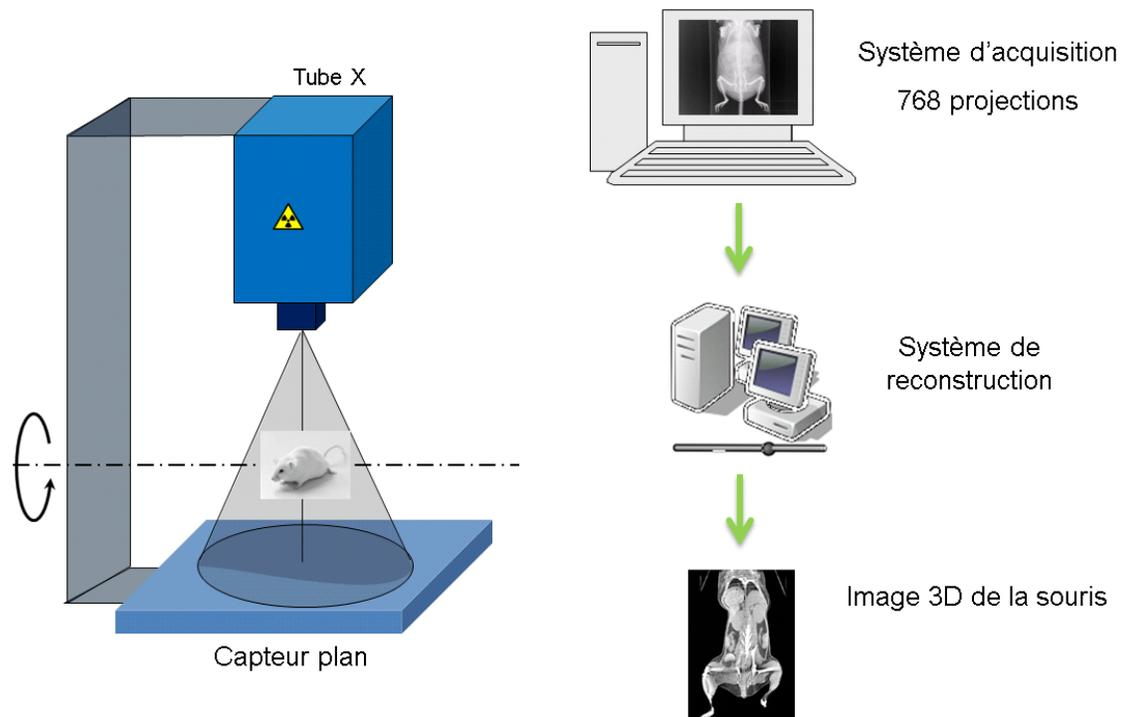 Tube X
Capteur plan
Système d'acquisition
768 projections
Système de
reconstruction
Image 3D de la souris